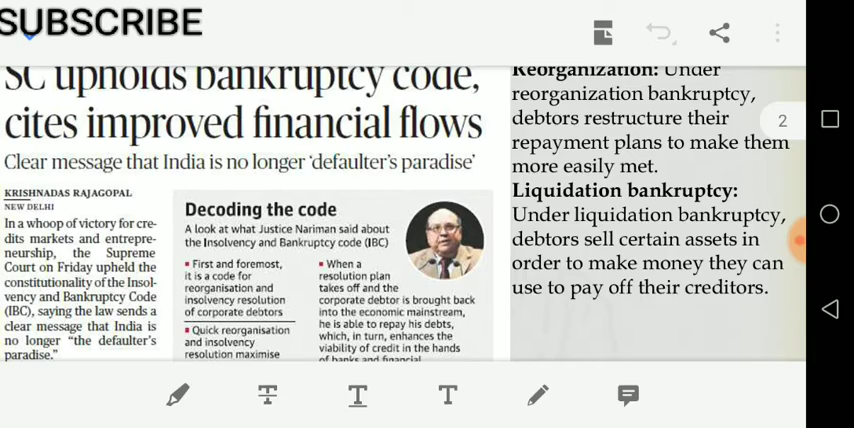 SUBSCRIBE
SC upholds bankruptcy code,
cites improved financial flows
Clear message that India is no longer ‘defaulter’s paradise’
KRISHNADAS RAJAGOPAL
NEW DELHI
In a whoop of victory for cre-
dits markets and entrepre-
neurship, the Supreme
Court on Friday upheld the
constitutionality of the Insol-
vency and Bankruptcy Code
(IBC), saying the law sends a
clear message that India is
no longer “the defaulter’s
paradise.”
Decoding the code
A look at what Justice Nariman said about
the Insolvency and Bankruptcy code (IBC)
▪ First and foremost,
it is a code for
reorganisation and
insolvency resolution
of corporate debtors
▪ Quick reorganisation
and insolvency
resolution maximise
▪ When a
resolution plan
takes off and the
corporate debtor is brought back
into the economic mainstream,
he is able to repay his debts,
which, in turn, enhances the
viability of credit in the hands
of banks and financial
Reorganization: Under
reorganization bankruptcy,
debtors restructure their
repayment plans to make them
more easily met.
Liquidation bankruptcy:
Under liquidation bankruptcy,
debtors sell certain assets in
order to make money they can
use to pay off their creditors.
2
T
T
T